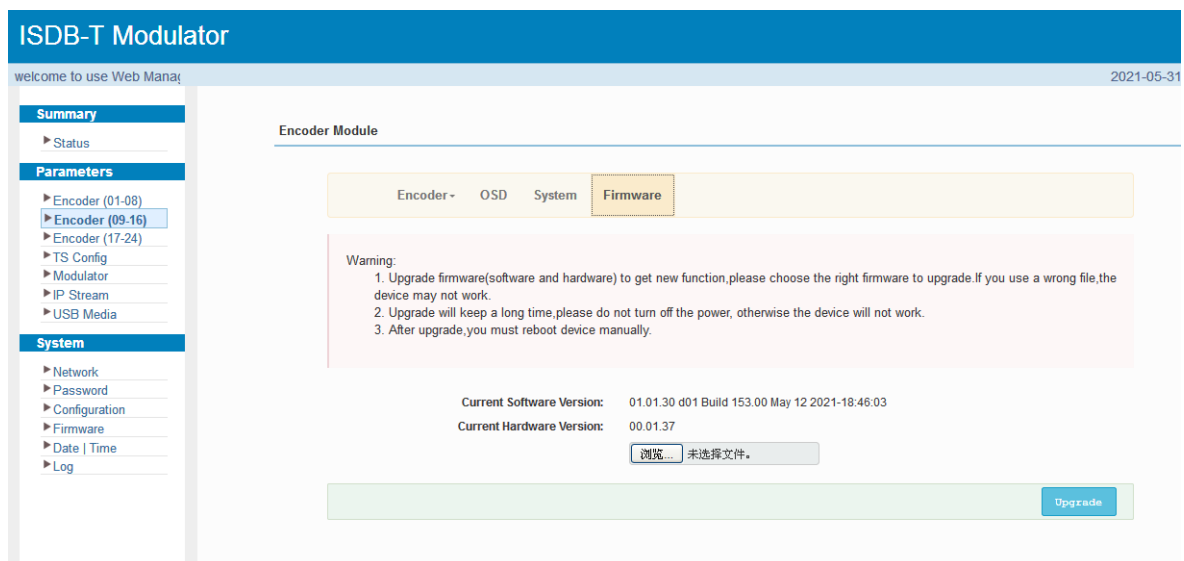 ISDB-T Modulator
welcome to use Web Manag
2021-05-31
Summary
Status
Parameters
Encoder (01-08)
Encoder (09-16)
Encoder (17-24)
TS Config
Modulator
IP Stream
USB Media
System
Network
Password
Configuration
Firmware
Date | Time
Log
Encoder Module
Encoder OSD System Firmware
Warning:
1. Upgrade firmware(software and hardware) to get new function,please choose the right firmware to upgrade.If you use a wrong file,the
device may not work.
2. Upgrade will keep a long time,please do not turn off the power, otherwise the device will not work.
3. After upgrade,you must reboot device manually.
Current Software Version: 01.01.30 d01 Build 153.00 May 12 2021-18:46:03
Current Hardware Version: 00.01.37
浏览... 未选择文件。
Upgrade